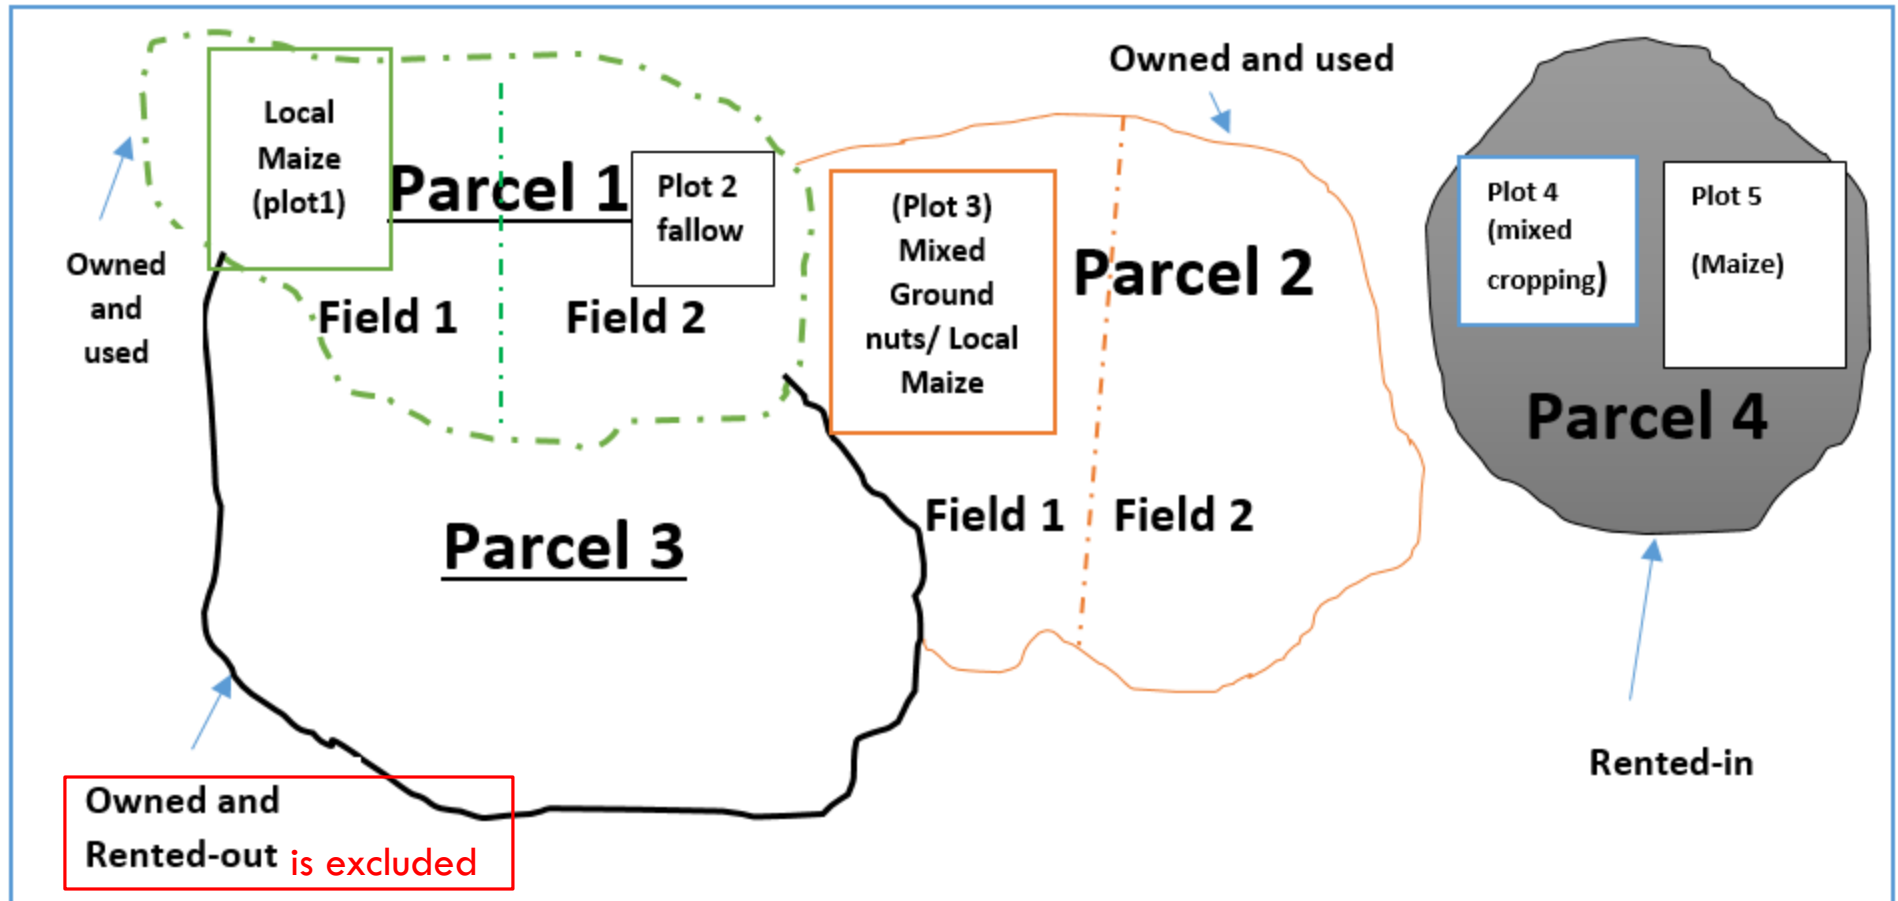 Local
Maize
(plot1)
Parcel 1
Plot 2
fallow
Field 1
Field 2
Owned
and
used
Owned and used
(Plot 3)
Mixed
Ground
nuts/ Local
Maize
Parcel 2
Field 1
Field 2
Plot 4
(mixed
cropping)
Plot 5
(Maize)
Parcel 4
Rented-in
Parcel 3
Owned and
Rented-out is excluded